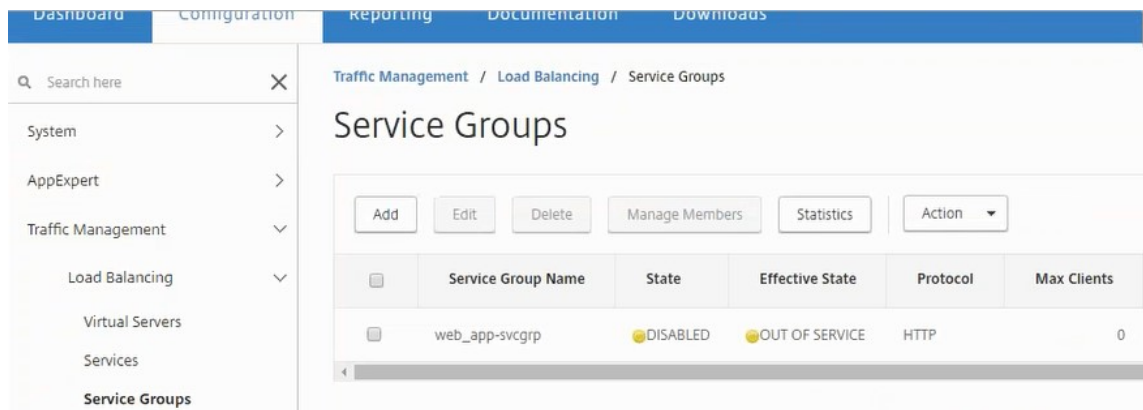 Dashboard Configuration Reporting Documentation Downloads
Search here
System
AppExpert
Traffic Management
Load Balancing
Virtual Servers
Services
Service Groups
Traffic Management / Load Balancing / Service Groups
Service Groups
Add Edit Delete Manage Members Statistics Action
Service Group Name State Effective State Protocol Max Clients
web_app-svcgrp DISABLED OUT OF SERVICE HTTP 0